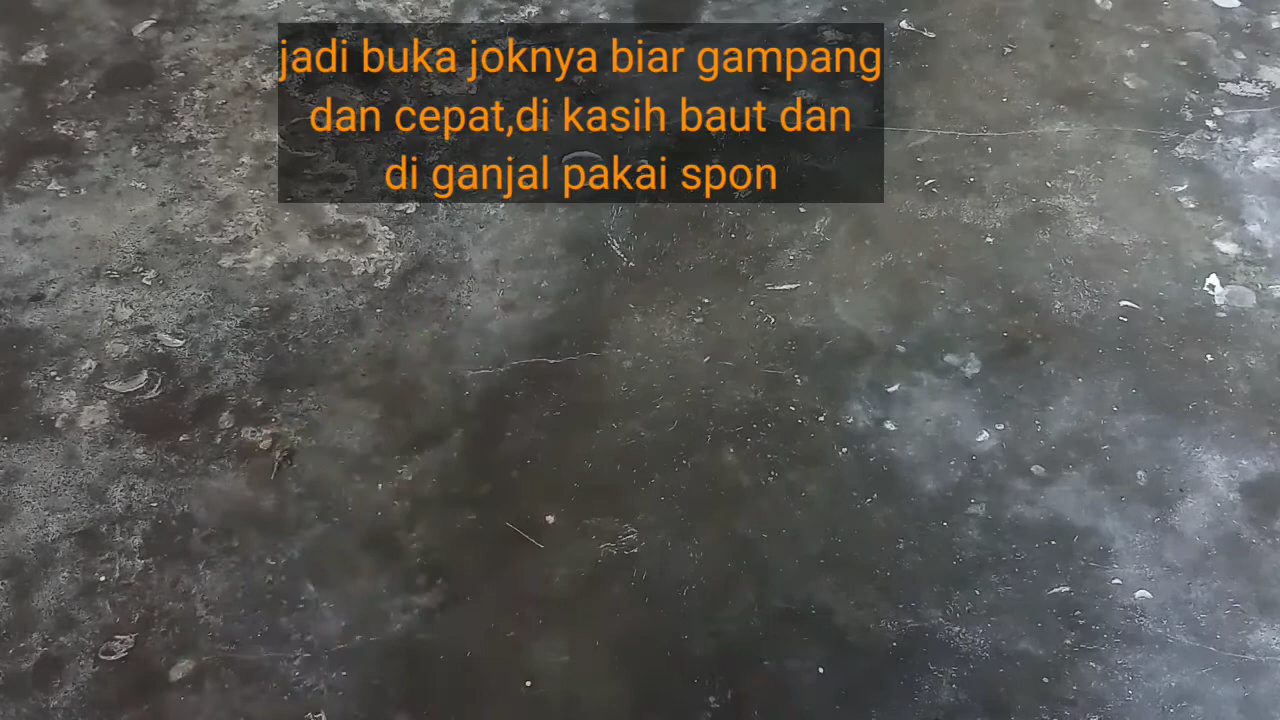 jadi buka joknya biar gampang
dan cepat,di kasih baut dan
di ganjal pakai spon